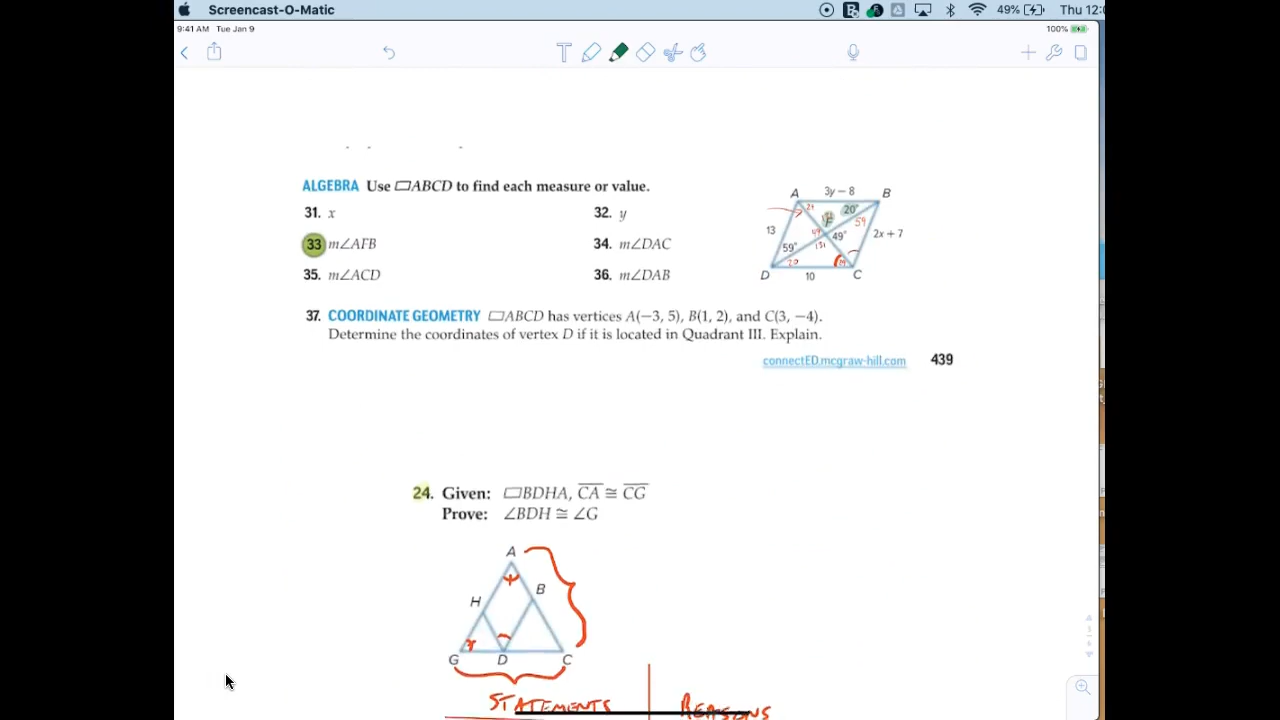 Screencast-O-Matic
49%
Thu 12:0
9:41 AM Tue Jan 9
100%
ALGEBRA Use ▱ABCD to find each measure or value.
31. x
32. y
33 m∠AFB
34. m∠DAC
35. m∠ACD
36. m∠DAB
A 3y − 8 B
20°
F
59
13
49°
2x + 7
59°
131
D 10 C
37. COORDINATE GEOMETRY ▱ABCD has vertices A(−3, 5), B(1, 2), and C(3, −4).
Determine the coordinates of vertex D if it is located in Quadrant III. Explain.
connectED.mcgraw-hill.com 439
24. Given: ▱BDHA, CA ≅ CG
Prove: ∠BDH ≅ ∠G
A
B
H
G D C
STATEMENTS REASONS